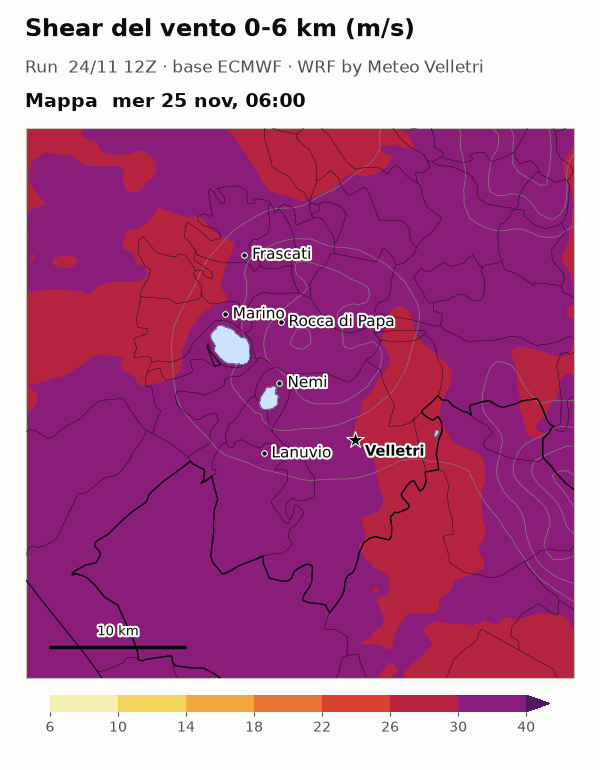 Shear del vento 0-6 km (m/s)
Run  24/11 12Z · base ECMWF · WRF by Meteo Velletri
Mappa  mer 25 nov, 06:00
Frascati
Marino
Rocca di Papa
Nemi
Velletri
Lanuvio
10 km
6 10 14 18 22 26 30 40